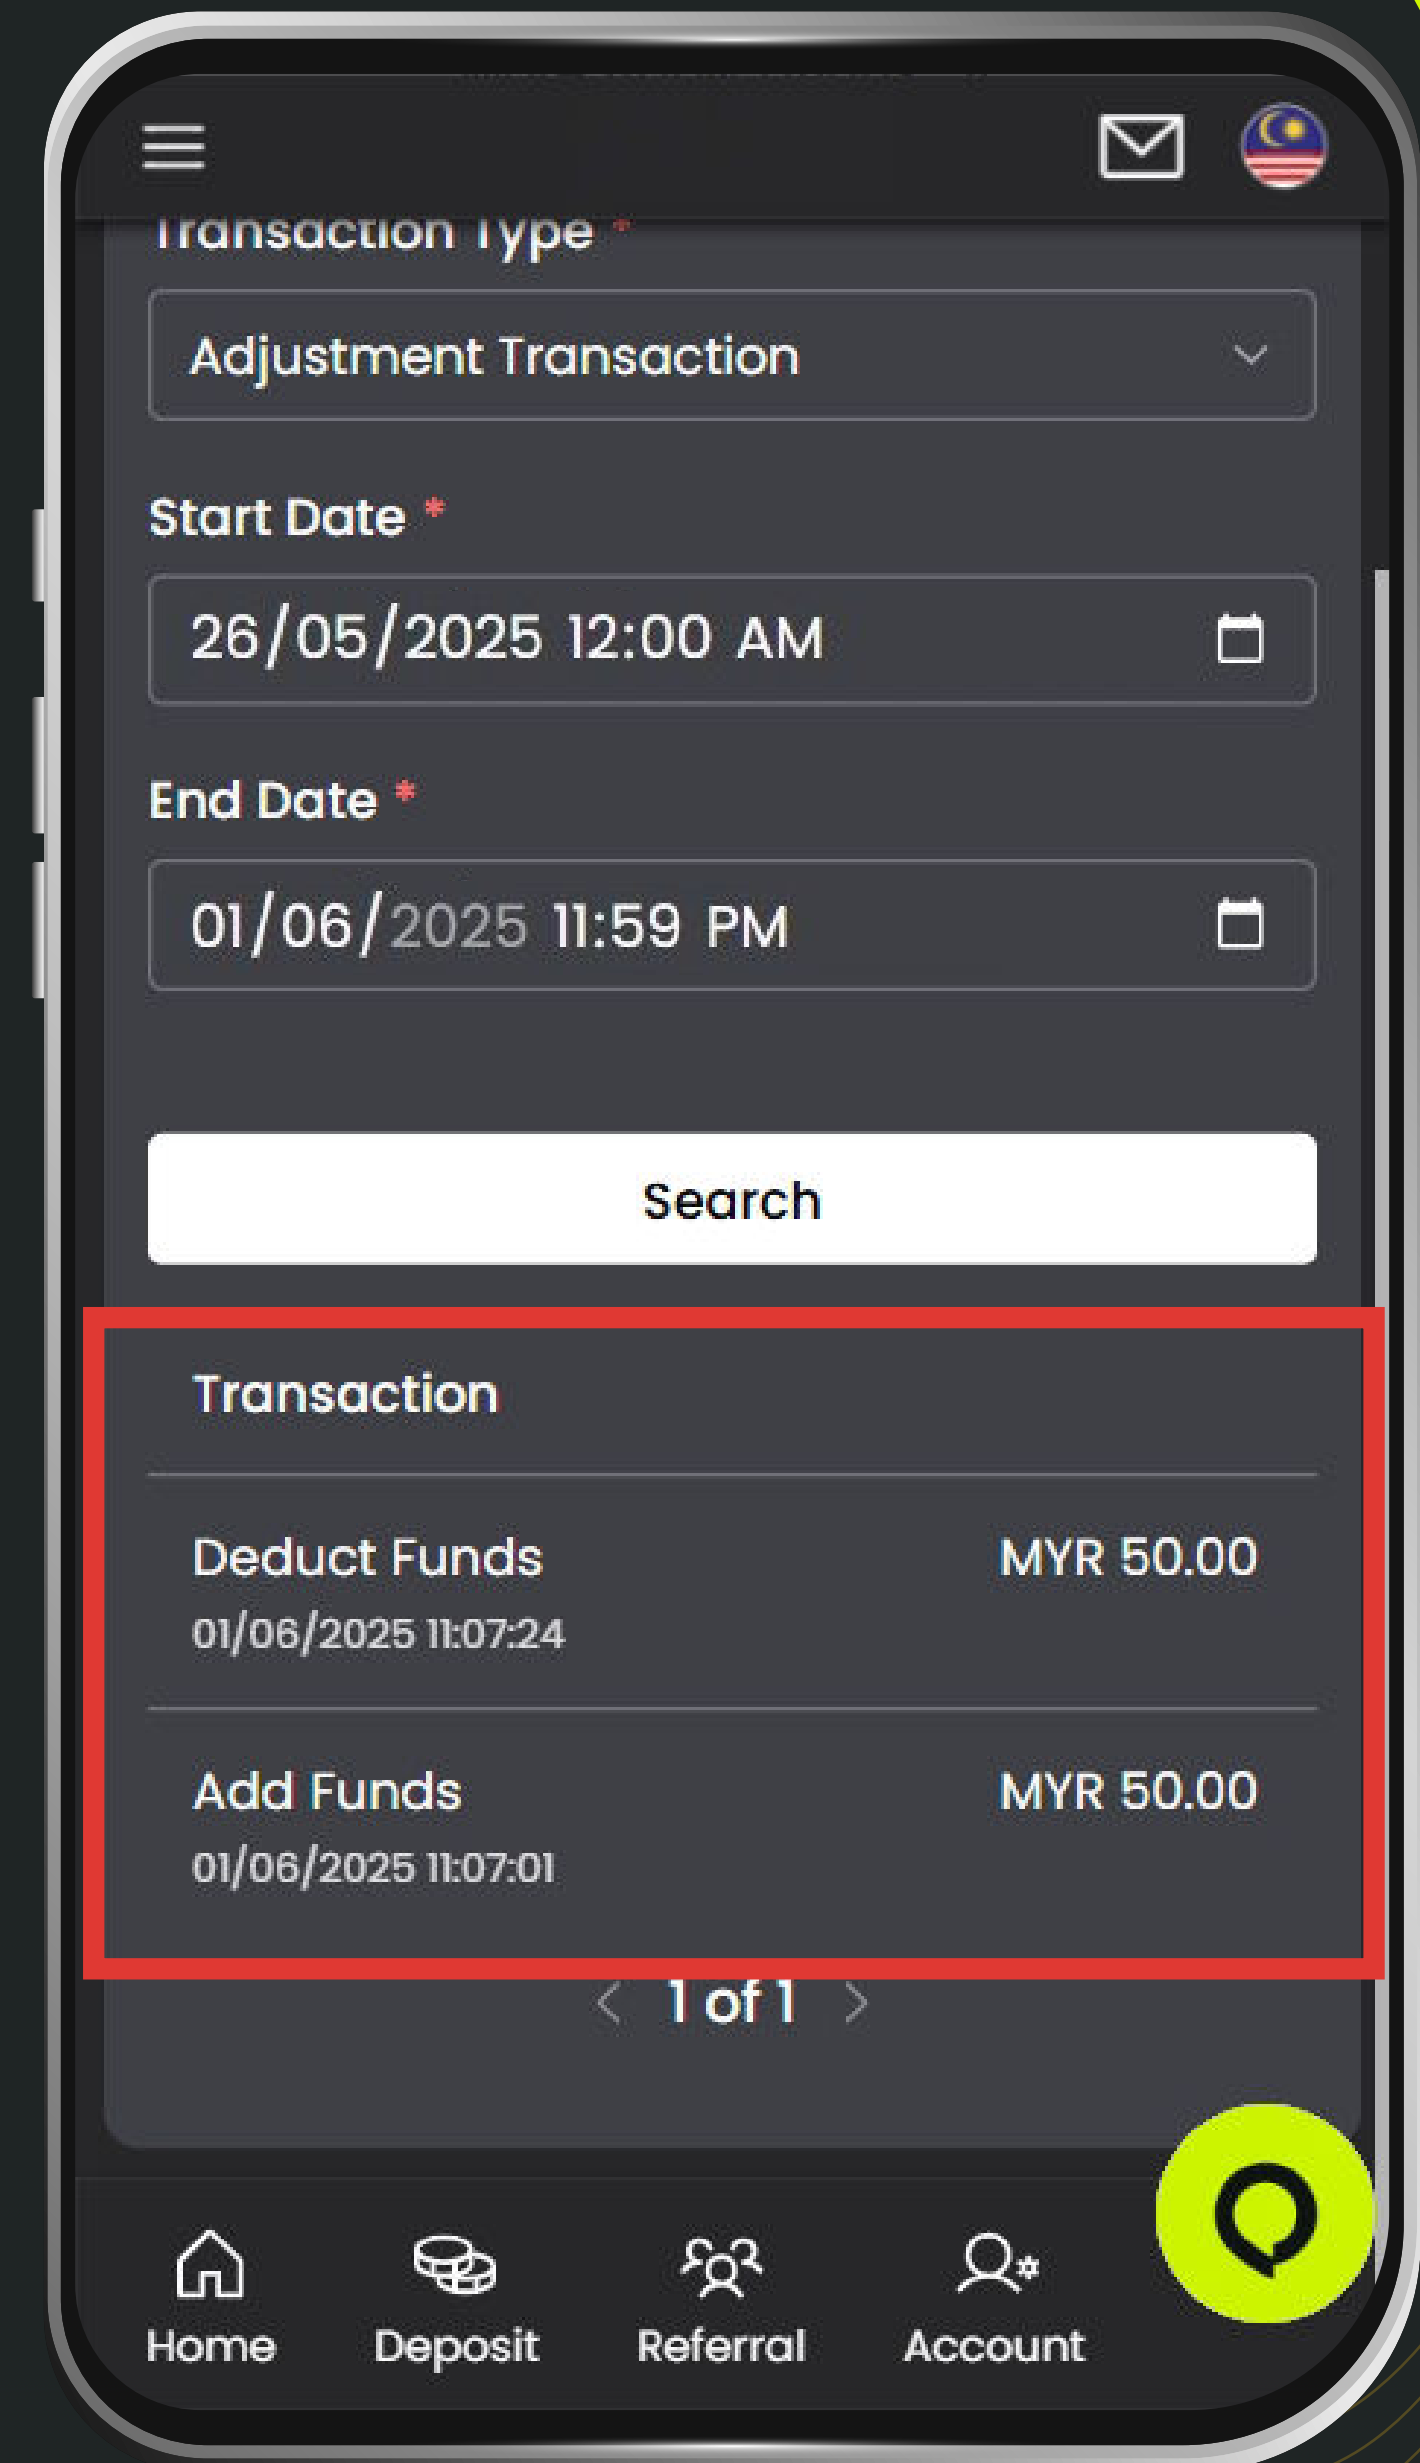 Transaction Type *
Adjustment Transaction
Start Date *
26/05/2025 12:00 AM
End Date *
01/06/2025 11:59 PM
Search
Transaction
Deduct Funds MYR 50.00
01/06/2025 11:07:24
Add Funds MYR 50.00
01/06/2025 11:07:01
< 1 of 1 >
Home Deposit Referral Account